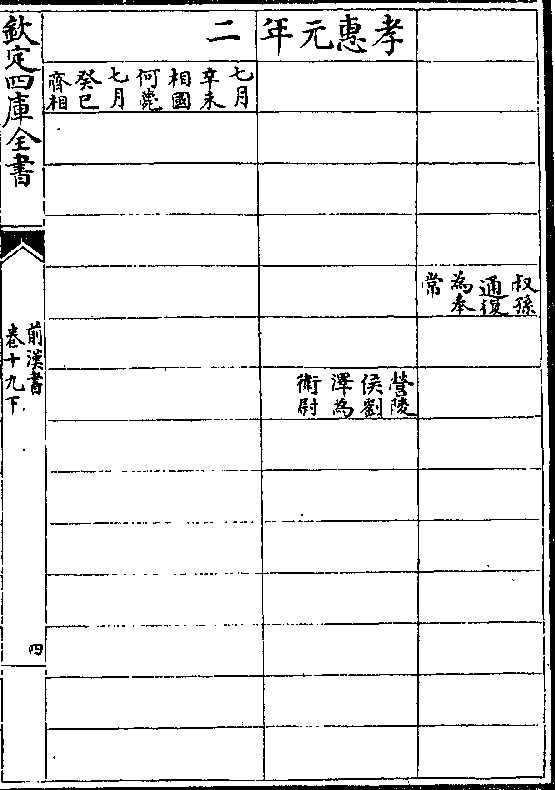 孝惠元年
二
叔孫
通復
為奉
常
營陵
侯劉
澤為
衛尉
七月
辛未
相國
何薨
七月
癸巳
齊相
欽定四庫全書
前漢書
卷十九下
四